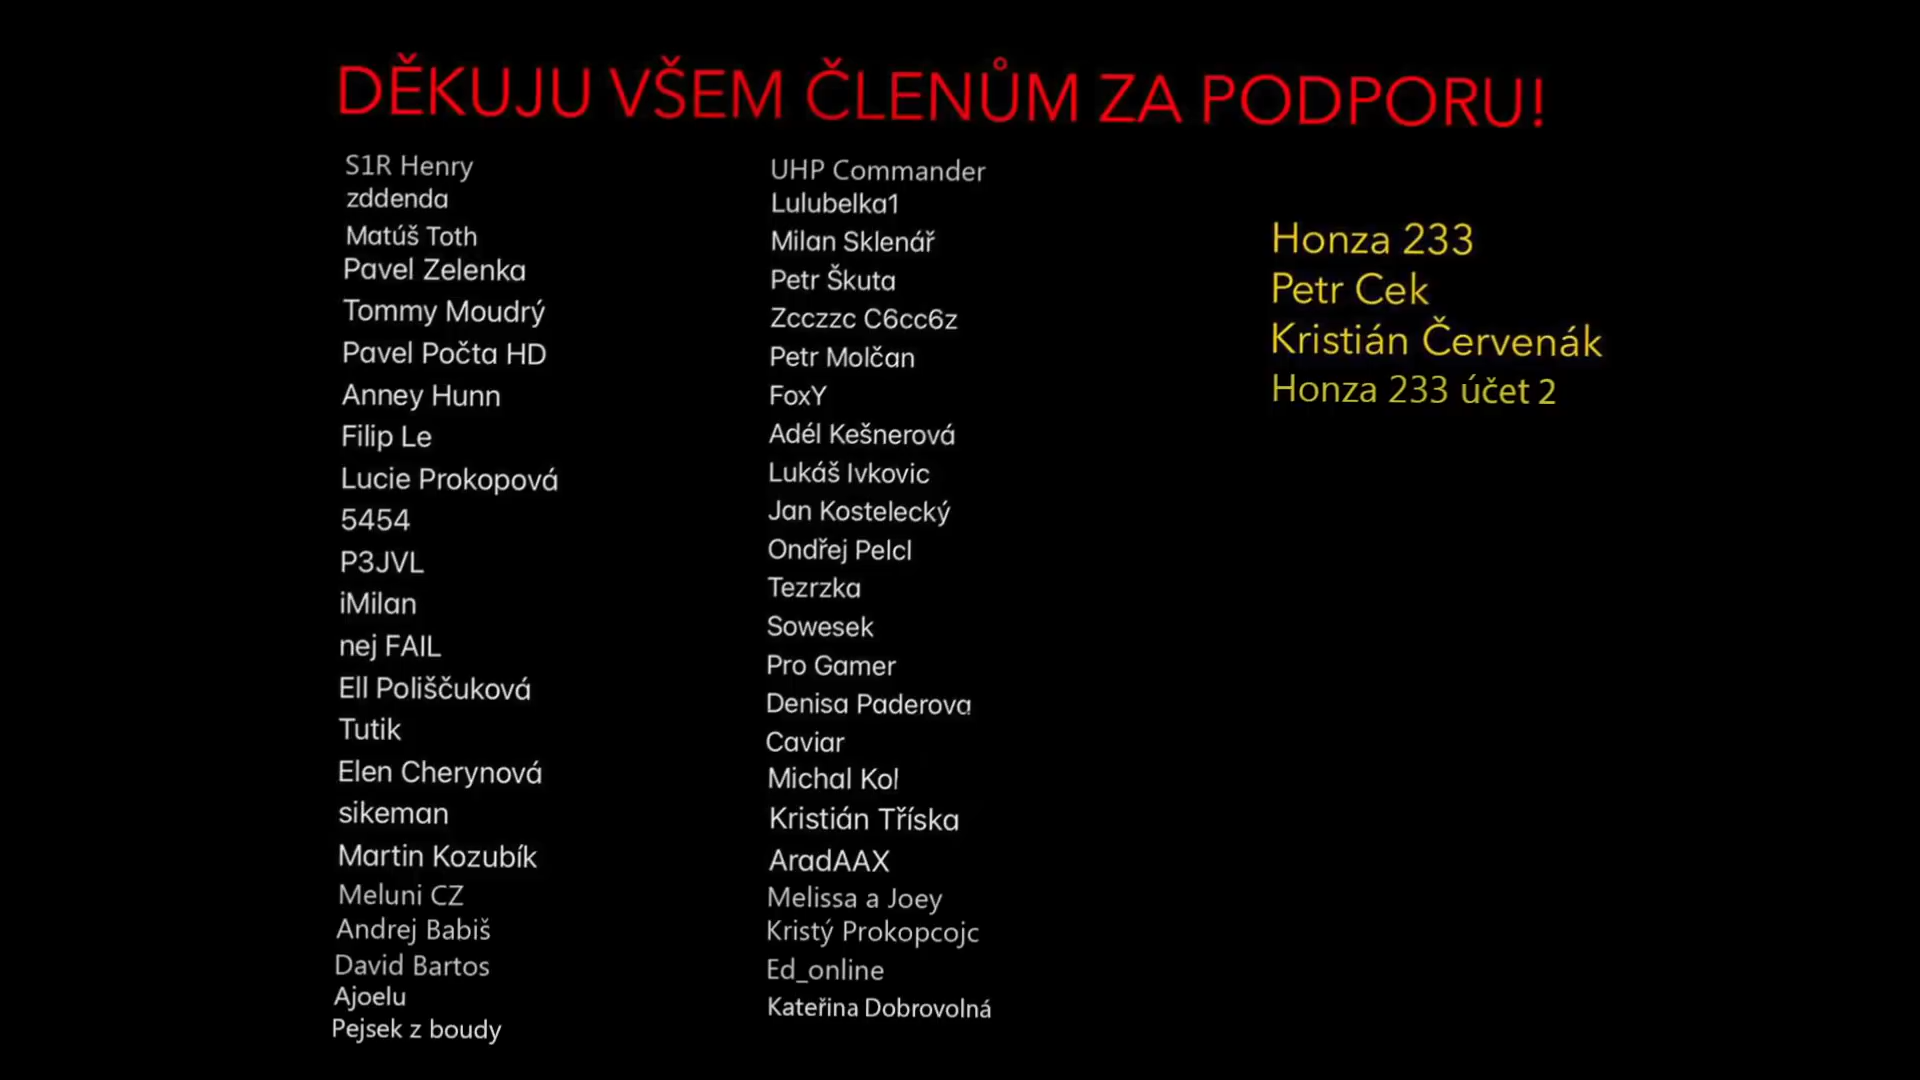 DĚKUJU VŠEM ČLENŮM ZA PODPORU!
S1R Henry
zddenda
Matúš Toth
Pavel Zelenka
Tommy Moudrý
Pavel Počta HD
Anney Hunn
Filip Le
Lucie Prokopová
5454
P3JVL
iMilan
nej FAIL
Ell Poliščuková
Tutik
Elen Cherynová
sikeman
Martin Kozubík
Meluni CZ
Andrej Babiš
David Bartos
Ajoelu
Pejsek z boudy
UHP Commander
Lulubelka1
Milan Sklenář
Petr Škuta
Zcczzc C6cc6z
Petr Molčan
FoxY
Adél Kešnerová
Lukáš Ivkovic
Jan Kostelecký
Ondřej Pelcl
Tezrzka
Sowesek
Pro Gamer
Denisa Paderova
Caviar
Michal Kol
Kristián Tříska
AradAAX
Melissa a Joey
Kristý Prokopcojc
Ed_online
Kateřina Dobrovolná
Honza 233
Petr Cek
Kristián Červenák
Honza 233 účet 2